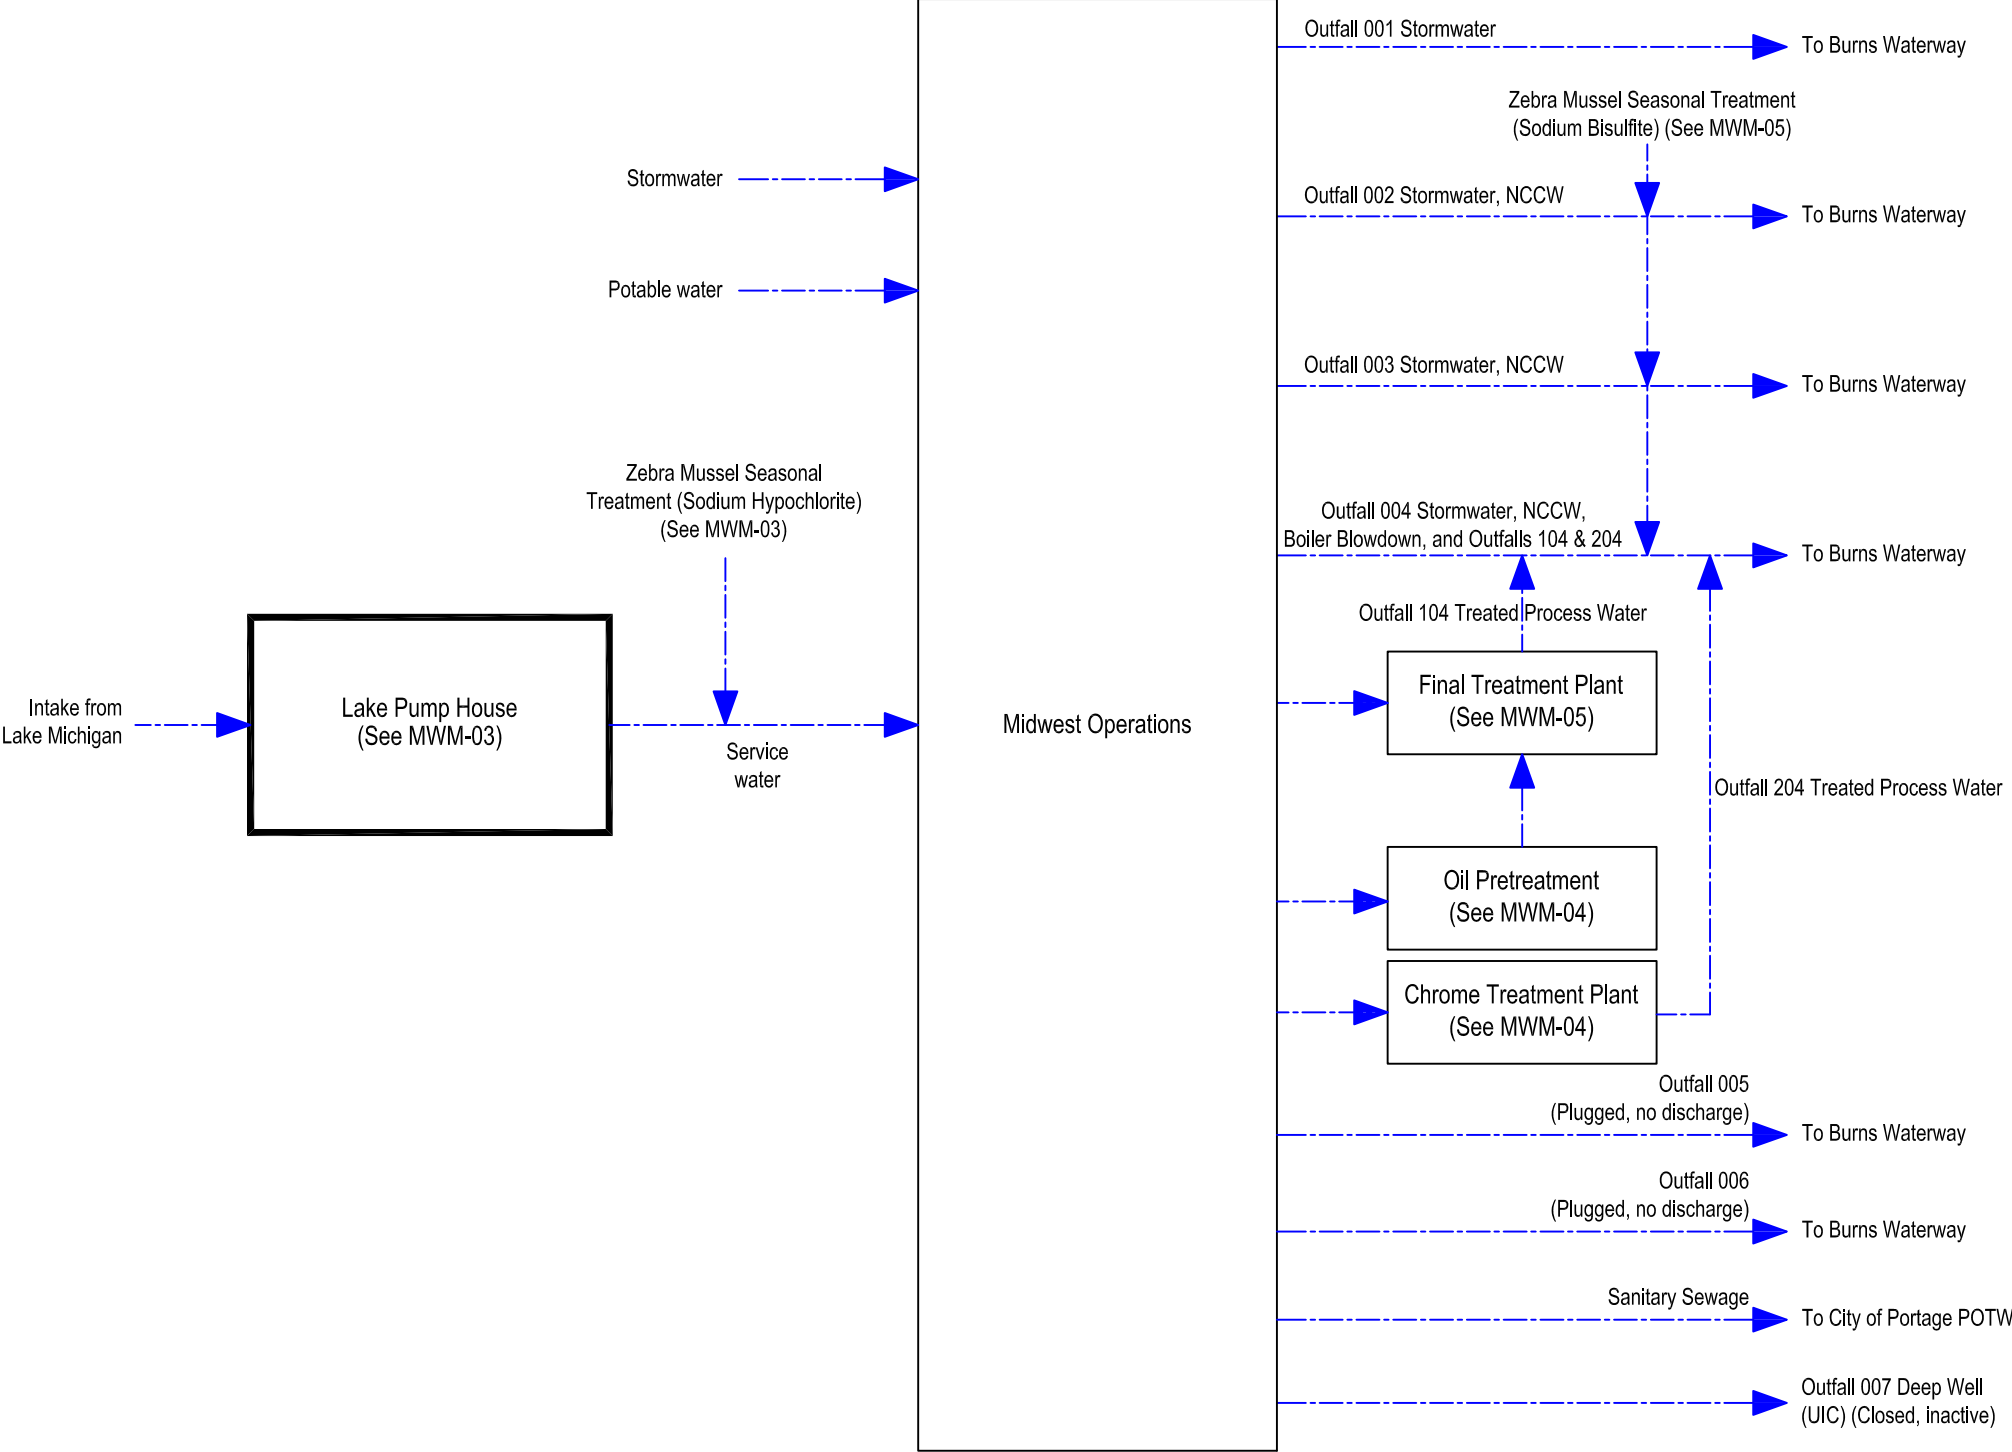 Outfall 001 Stormwater
To Burns Waterway
Zebra Mussel Seasonal Treatment
(Sodium Bisulfite) (See MWM-05)
Stormwater
Outfall 002 Stormwater, NCCW
To Burns Waterway
Potable water
Outfall 003 Stormwater, NCCW
To Burns Waterway
Zebra Mussel Seasonal
Treatment (Sodium Hypochlorite)
(See MWM-03)
Outfall 004 Stormwater, NCCW,
Boiler Blowdown, and Outfalls 104 & 204
To Burns Waterway
Outfall 104 Treated Process Water
Intake from
Lake Michigan
Lake Pump House
(See MWM-03)
Service
water
Midwest Operations
Final Treatment Plant
(See MWM-05)
Outfall 204 Treated Process Water
Oil Pretreatment
(See MWM-04)
Chrome Treatment Plant
(See MWM-04)
Outfall 005
(Plugged, no discharge)
To Burns Waterway
Outfall 006
(Plugged, no discharge)
To Burns Waterway
Sanitary Sewage
To City of Portage POTW
Outfall 007 Deep Well
(UIC) (Closed, inactive)